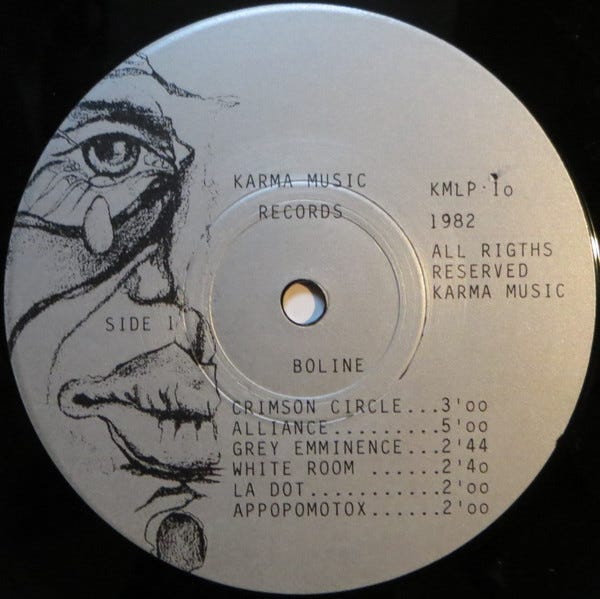 KARMA MUSIC
RECORDS
KMLP·1o
1982
ALL RIGTHS
RESERVED
KARMA MUSIC
SIDE 1
BOLINE
CRIMSON CIRCLE...3'oo
ALLIANCE.........5'oo
GREY EMMINENCE...2'44
WHITE ROOM ......2'4o
LA DOT...........2'oo
APPOPOMOTOX......2'oo